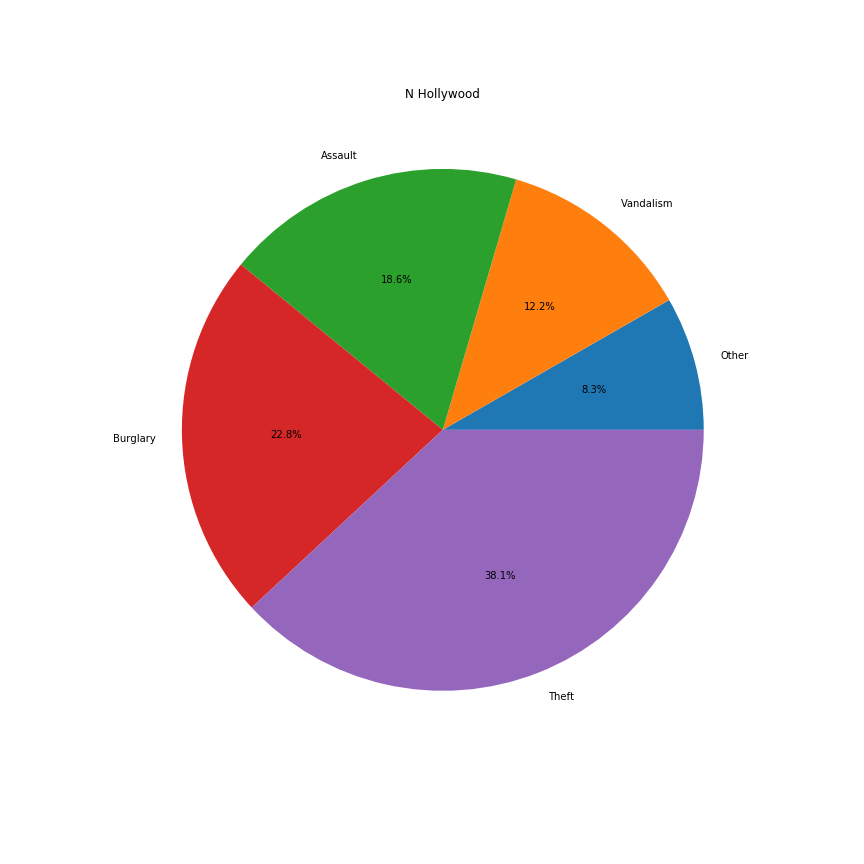 N Hollywood
Assault
Vandalism
18.6%
12.2%
Other
8.3%
Burglary
22.8%
38.1%
Theft